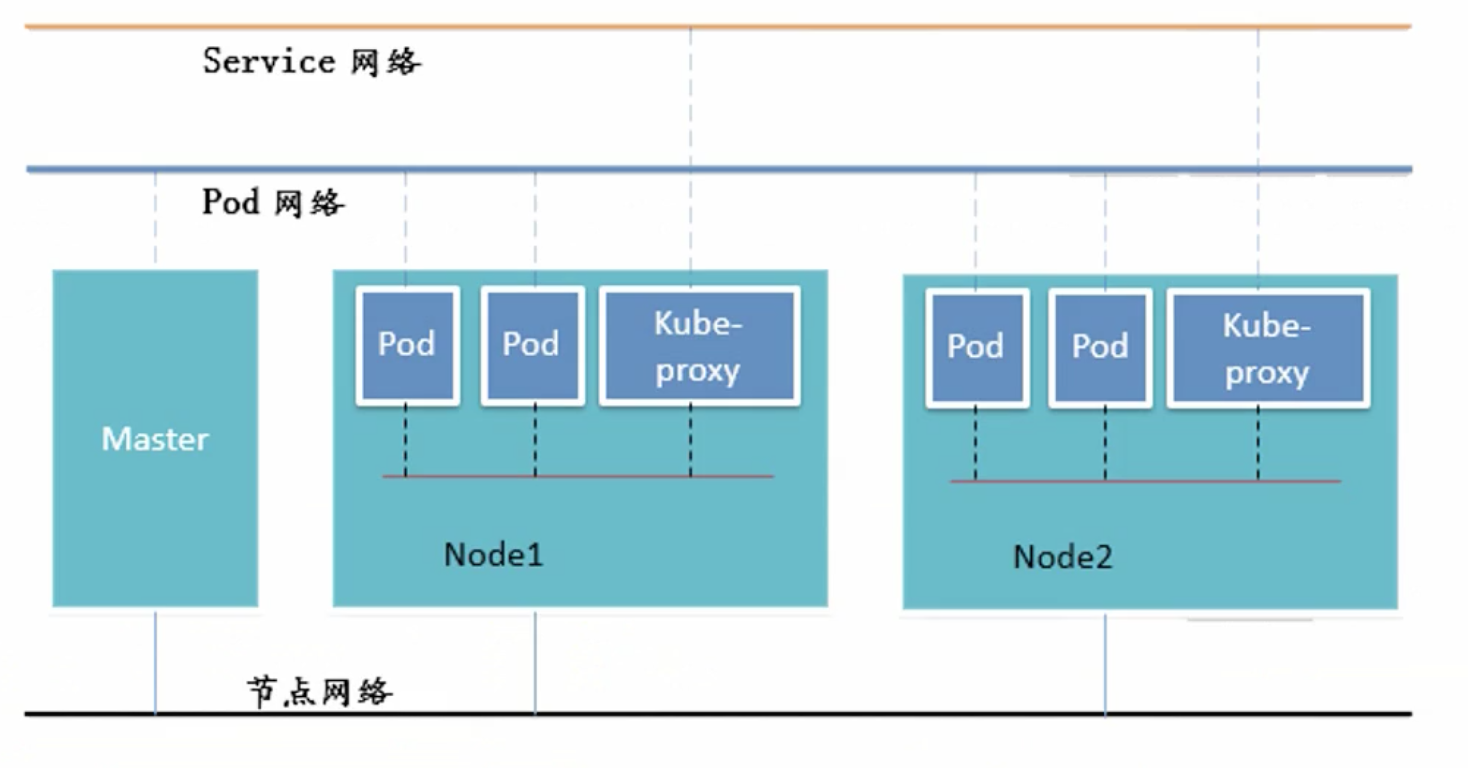 Service 网络
Pod 网络
Pod
Pod
Kube-
proxy
Pod
Pod
Kube-
proxy
Master
Node1
Node2
节点网络